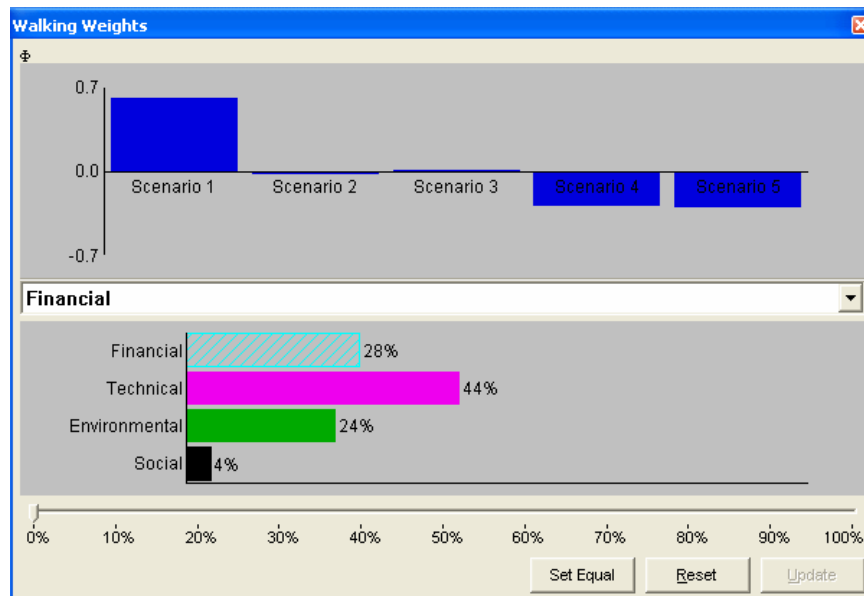 Walking Weights
Φ
0.7
0.0
Scenario 1 Scenario 2 Scenario 3 Scenario 4 Scenario 5
-0.7
Financial
Financial 28%
Technical 44%
Environmental 24%
Social 4%
0% 10% 20% 30% 40% 50% 60% 70% 80% 90% 100%
Set Equal Reset Update